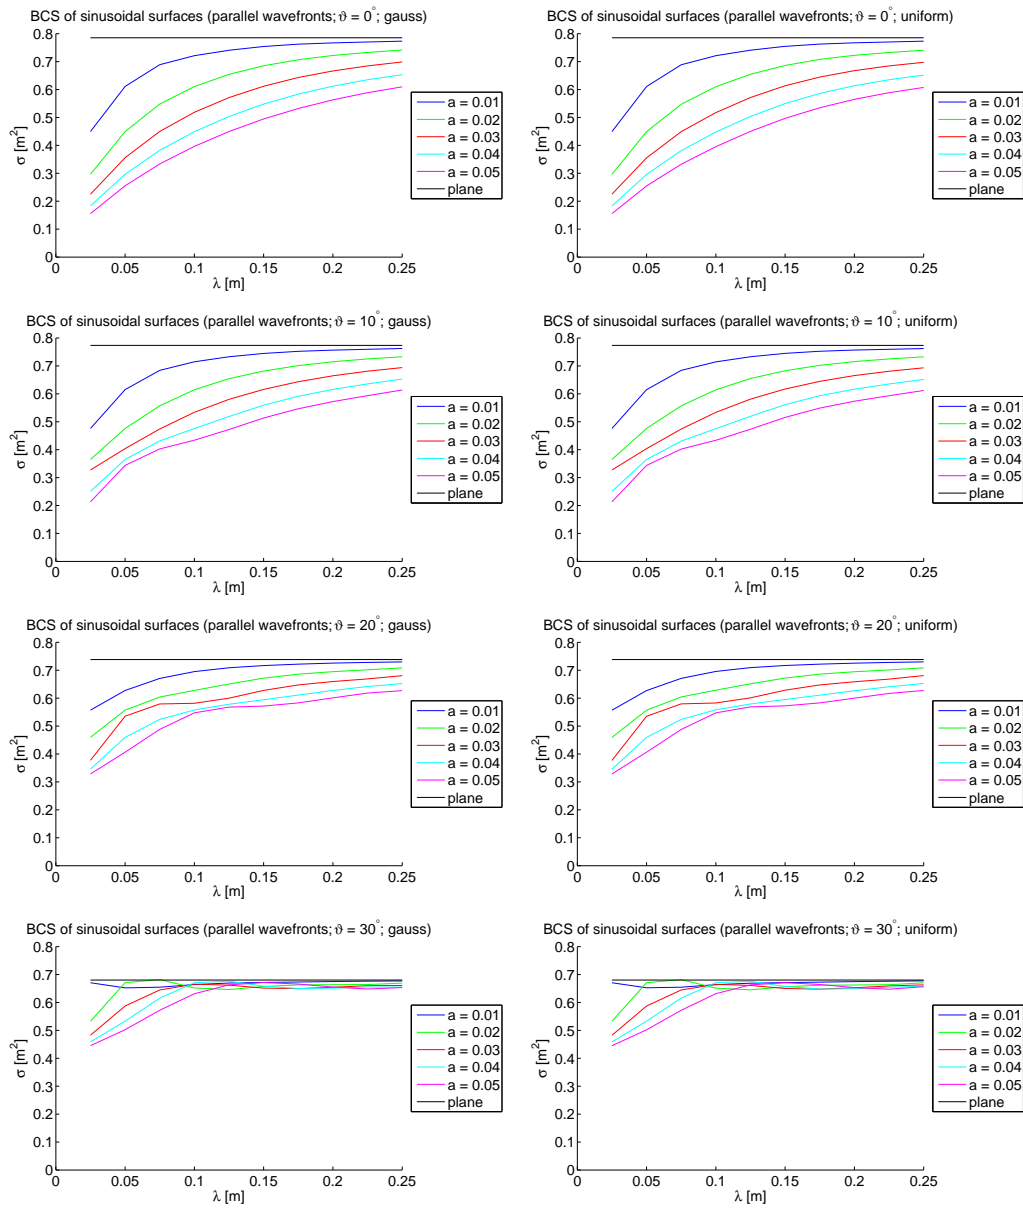 BCS of sinusoidal surfaces (parallel wavefronts; ϑ = 0°; gauss)
0.8
0.7
0.6
0.5
0.4
0.3
0.2
0.1
0
σ [m²]
0
0.05
0.1
0.15
0.2
0.25
λ [m]
a = 0.01
a = 0.02
a = 0.03
a = 0.04
a = 0.05
plane
BCS of sinusoidal surfaces (parallel wavefronts; ϑ = 0°; uniform)
0.8
0.7
0.6
0.5
0.4
0.3
0.2
0.1
0
σ [m²]
0
0.05
0.1
0.15
0.2
0.25
λ [m]
a = 0.01
a = 0.02
a = 0.03
a = 0.04
a = 0.05
plane
BCS of sinusoidal surfaces (parallel wavefronts; ϑ = 10°; gauss)
0.8
0.7
0.6
0.5
0.4
0.3
0.2
0.1
0
σ [m²]
0
0.05
0.1
0.15
0.2
0.25
λ [m]
a = 0.01
a = 0.02
a = 0.03
a = 0.04
a = 0.05
plane
BCS of sinusoidal surfaces (parallel wavefronts; ϑ = 10°; uniform)
0.8
0.7
0.6
0.5
0.4
0.3
0.2
0.1
0
σ [m²]
0
0.05
0.1
0.15
0.2
0.25
λ [m]
a = 0.01
a = 0.02
a = 0.03
a = 0.04
a = 0.05
plane
BCS of sinusoidal surfaces (parallel wavefronts; ϑ = 20°; gauss)
0.8
0.7
0.6
0.5
0.4
0.3
0.2
0.1
0
σ [m²]
0
0.05
0.1
0.15
0.2
0.25
λ [m]
a = 0.01
a = 0.02
a = 0.03
a = 0.04
a = 0.05
plane
BCS of sinusoidal surfaces (parallel wavefronts; ϑ = 20°; uniform)
0.8
0.7
0.6
0.5
0.4
0.3
0.2
0.1
0
σ [m²]
0
0.05
0.1
0.15
0.2
0.25
λ [m]
a = 0.01
a = 0.02
a = 0.03
a = 0.04
a = 0.05
plane
BCS of sinusoidal surfaces (parallel wavefronts; ϑ = 30°; gauss)
0.8
0.7
0.6
0.5
0.4
0.3
0.2
0.1
0
σ [m²]
0
0.05
0.1
0.15
0.2
0.25
λ [m]
a = 0.01
a = 0.02
a = 0.03
a = 0.04
a = 0.05
plane
BCS of sinusoidal surfaces (parallel wavefronts; ϑ = 30°; uniform)
0.8
0.7
0.6
0.5
0.4
0.3
0.2
0.1
0
σ [m²]
0
0.05
0.1
0.15
0.2
0.25
λ [m]
a = 0.01
a = 0.02
a = 0.03
a = 0.04
a = 0.05
plane